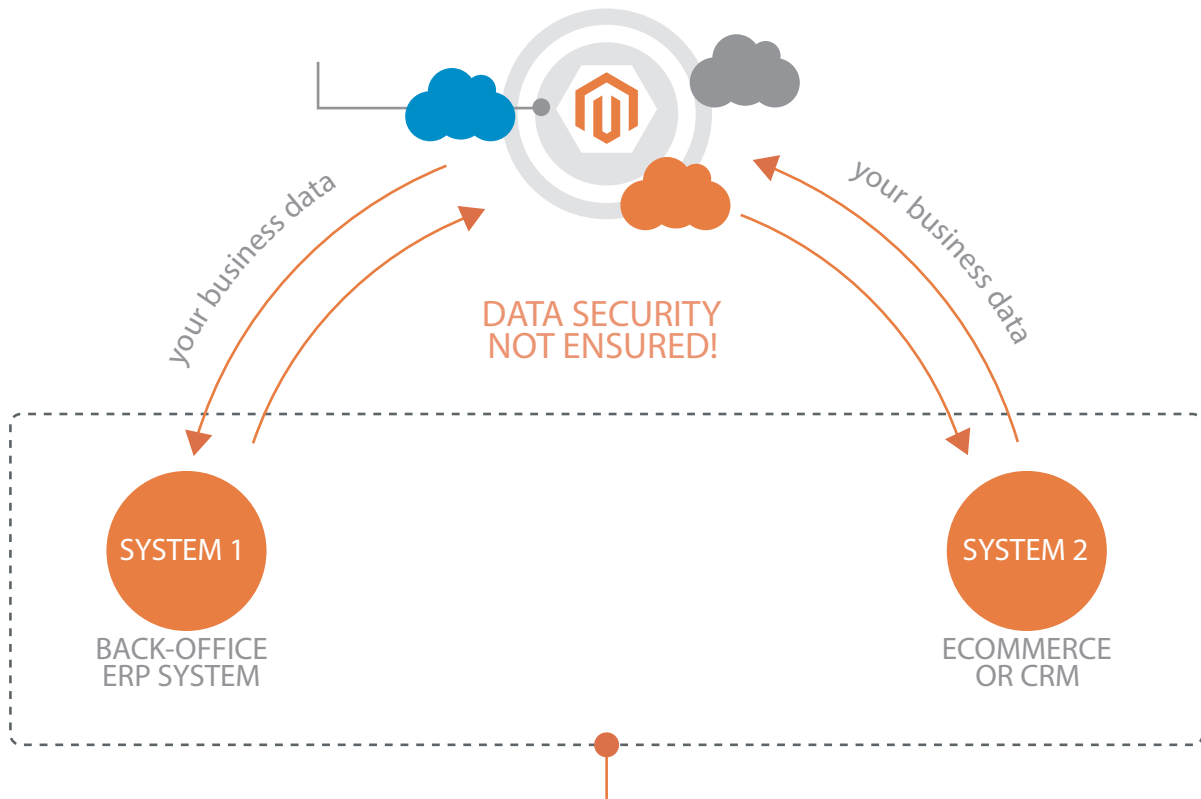 your business data
your business data
DATA SECURITY
NOT ENSURED!
SYSTEM 1
SYSTEM 2
BACK-OFFICE
ERP SYSTEM
ECOMMERCE
OR CRM